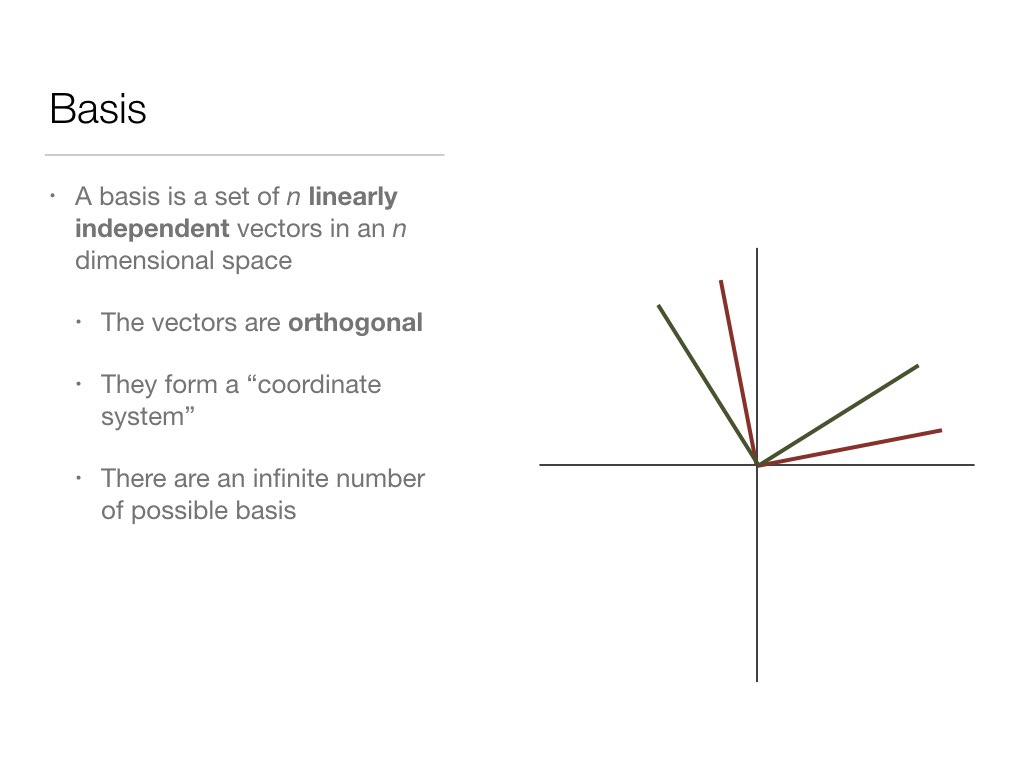 Basis
• A basis is a set of n linearly
independent vectors in an n
dimensional space
• The vectors are orthogonal
• They form a “coordinate
system”
• There are an infinite number
of possible basis